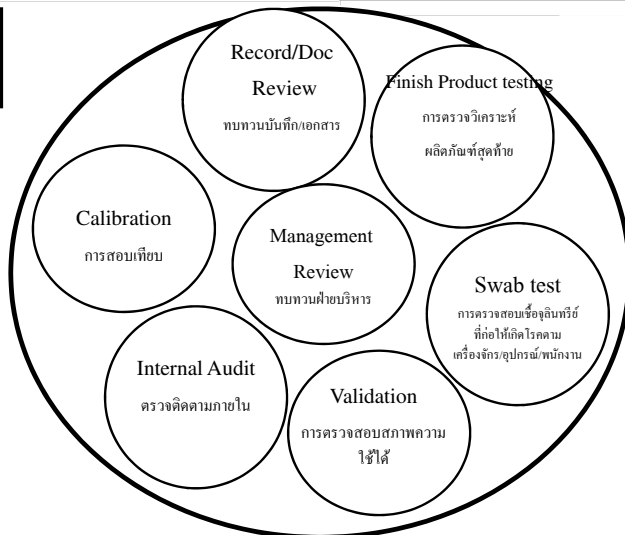 Record/Doc
Review
ทบทวนบันทึก/เอกสาร
Finish Product testing
การตรวจวิเคราะห์
ผลิตภัณฑ์สุดท้าย
Calibration
การสอบเทียบ
Management
Review
ทบทวนฝ่ายบริหาร
Swab test
การตรวจสอบเชื้อจุลินทรีย์
ที่ก่อให้เกิดโรคตาม
เครื่องจักร/อุปกรณ์/พนักงาน
Internal Audit
ตรวจติดตามภายใน
Validation
การตรวจสอบสภาพความ
ใช้ได้